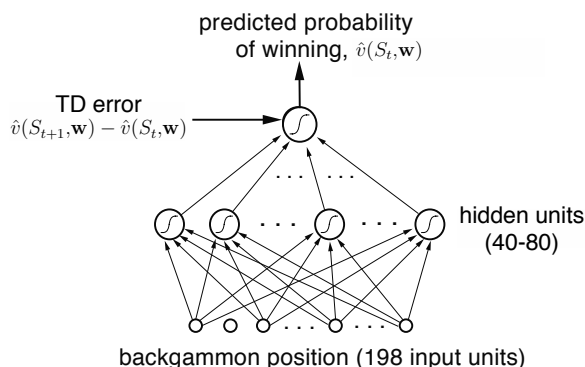 predicted probability
of winning, v̂(S_t,w)
TD error
v̂(S_{t+1},w) − v̂(S_t,w)
hidden units
(40-80)
backgammon position (198 input units)